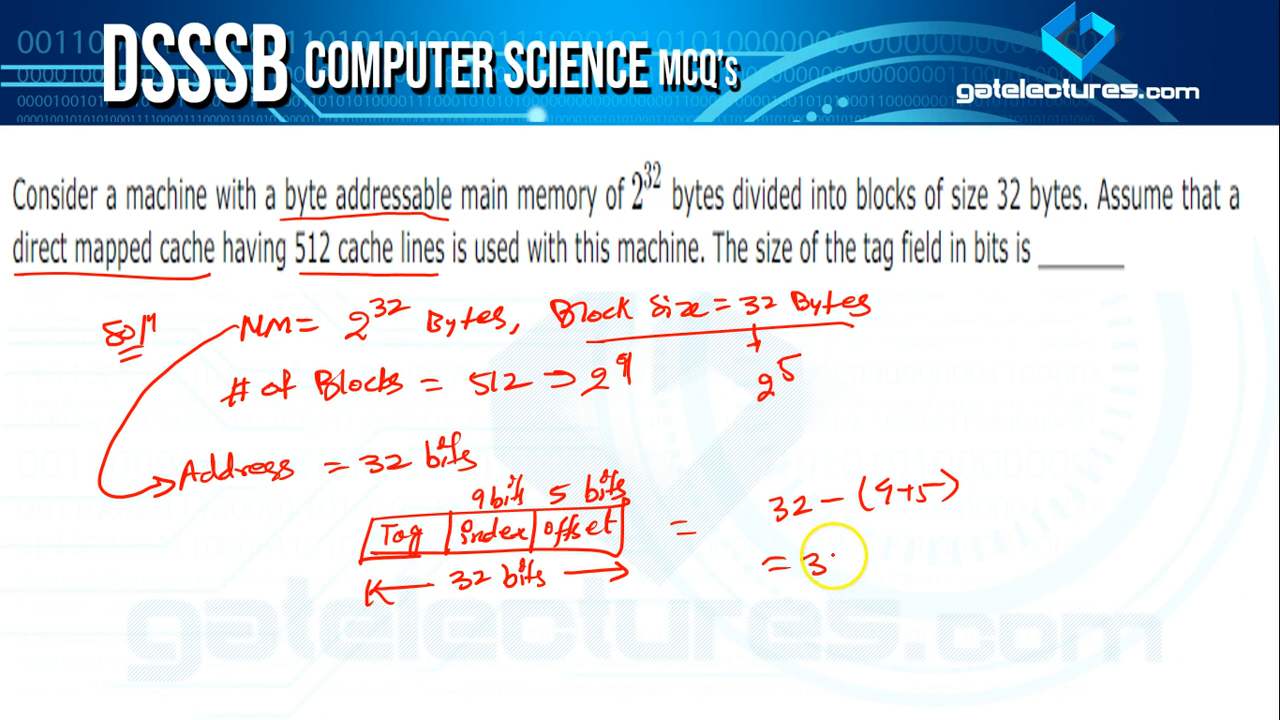 DSSSB COMPUTER SCIENCE MCQ's
gatelectures.com
Consider a machine with a byte addressable main memory of 2^32 bytes divided into blocks of size 32 bytes. Assume that a
direct mapped cache having 512 cache lines is used with this machine. The size of the tag field in bits is ________
Sol^n MM = 2^32 Bytes, Block Size = 32 Bytes
# of Blocks = 512 => 2^9 2^5
Address = 32 bits
9 bits 5 bits
Tag index offset = 32 - (9+5)
32 bits = 3
gatelectures.com